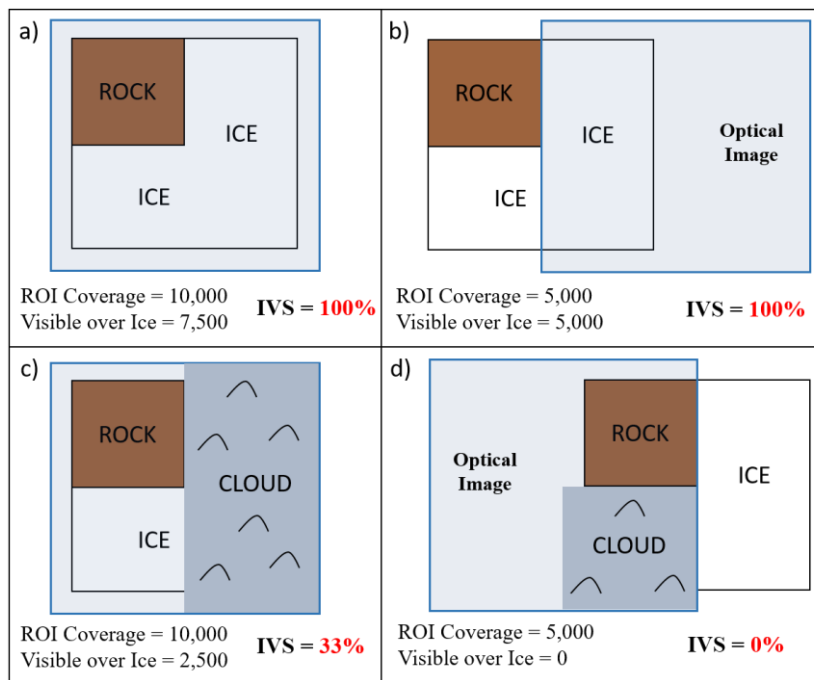 a)
ROCK
ICE
ICE
ROI Coverage = 10,000
Visible over Ice = 7,500
IVS = 100%
b)
ROCK
ICE
ICE
Optical
Image
ROI Coverage = 5,000
Visible over Ice = 5,000
IVS = 100%
c)
ROCK
CLOUD
ICE
ROI Coverage = 10,000
Visible over Ice = 2,500
IVS = 33%
d)
ROCK
Optical
Image
ICE
CLOUD
ROI Coverage = 5,000
Visible over Ice = 0
IVS = 0%